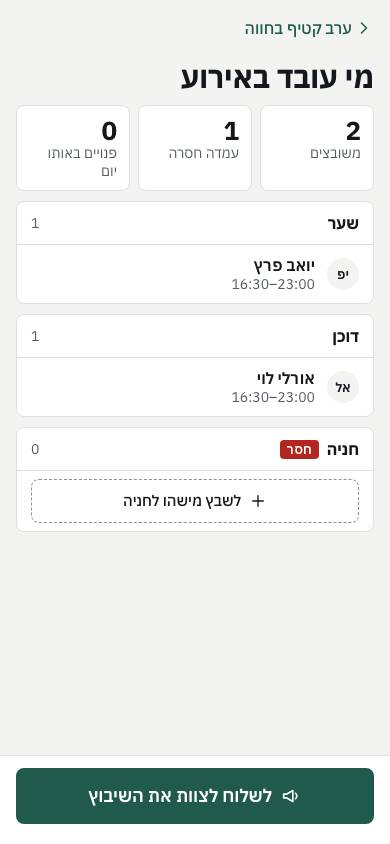 ערב קטיף בחווה
מי עובד באירוע
2
משובצים
1
עמדה חסרה
0
פנויים באותו
יום
שער
1
יפ
יואב פרץ
16:30–23:00
דוכן
1
אל
אורלי לוי
16:30–23:00
חניה
חסר
0
לשבץ מישהו לחניה
לשלוח לצוות את השיבוץ